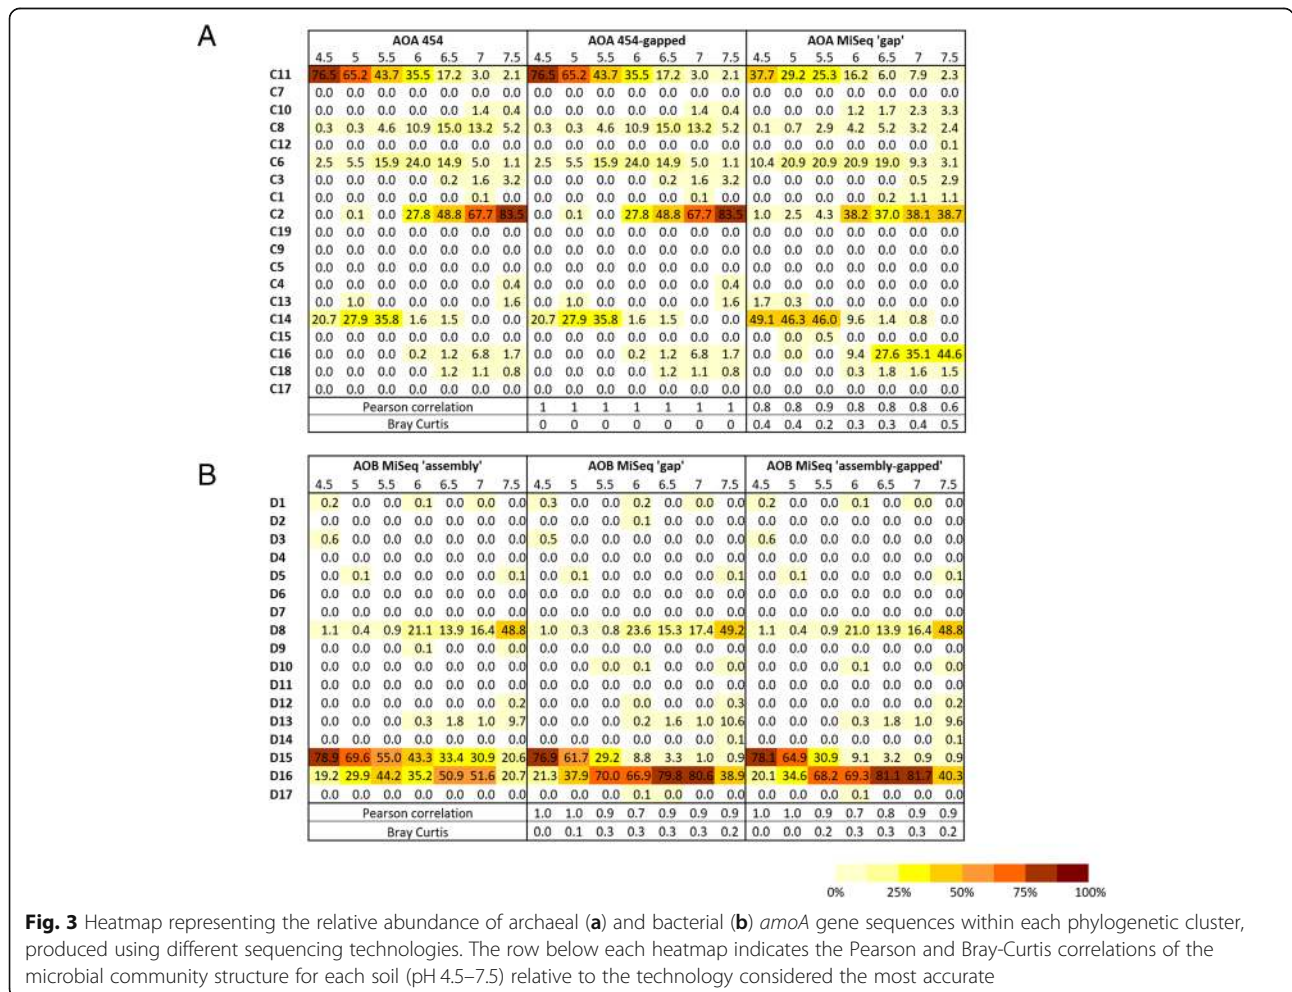 A
AOA 454 AOA 454-gapped AOA MiSeq 'gap'
4.5 5 5.5 6 6.5 7 7.5 4.5 5 5.5 6 6.5 7 7.5 4.5 5 5.5 6 6.5 7 7.5
C11 76.5 65.2 43.7 35.5 17.2 3.0 2.1 76.5 65.2 43.7 35.5 17.2 3.0 2.1 37.7 29.2 25.3 16.2 6.0 7.9 2.3
C7 0.0 0.0 0.0 0.0 0.0 0.0 0.0 0.0 0.0 0.0 0.0 0.0 0.0 0.0 0.0 0.0 0.0 0.0 0.0 0.0 0.0
C10 0.0 0.0 0.0 0.0 0.0 1.4 0.4 0.0 0.0 0.0 0.0 0.0 1.4 0.4 0.0 0.0 0.0 1.2 1.7 2.3 3.3
C8 0.3 0.3 4.6 10.9 15.0 13.2 5.2 0.3 0.3 4.6 10.9 15.0 13.2 5.2 0.1 0.7 2.9 4.2 5.2 3.2 2.4
C12 0.0 0.0 0.0 0.0 0.0 0.0 0.0 0.0 0.0 0.0 0.0 0.0 0.0 0.0 0.0 0.0 0.0 0.0 0.0 0.0 0.1
C6 2.5 5.5 15.9 24.0 14.9 5.0 1.1 2.5 5.5 15.9 24.0 14.9 5.0 1.1 10.4 20.9 20.9 20.9 19.0 9.3 3.1
C3 0.0 0.0 0.0 0.0 0.2 1.6 3.2 0.0 0.0 0.0 0.0 0.2 1.6 3.2 0.0 0.0 0.0 0.0 0.0 0.5 2.9
C1 0.0 0.0 0.0 0.0 0.0 0.1 0.0 0.0 0.0 0.0 0.0 0.0 0.1 0.0 0.0 0.0 0.0 0.0 0.2 1.1 1.1
C2 0.0 0.1 0.0 27.8 48.8 67.7 83.5 0.0 0.1 0.0 27.8 48.8 67.7 83.5 1.0 2.5 4.3 38.2 37.0 38.1 38.7
C19 0.0 0.0 0.0 0.0 0.0 0.0 0.0 0.0 0.0 0.0 0.0 0.0 0.0 0.0 0.0 0.0 0.0 0.0 0.0 0.0 0.0
C9 0.0 0.0 0.0 0.0 0.0 0.0 0.0 0.0 0.0 0.0 0.0 0.0 0.0 0.0 0.0 0.0 0.0 0.0 0.0 0.0 0.0
C5 0.0 0.0 0.0 0.0 0.0 0.0 0.0 0.0 0.0 0.0 0.0 0.0 0.0 0.0 0.0 0.0 0.0 0.0 0.0 0.0 0.0
C4 0.0 0.0 0.0 0.0 0.0 0.0 0.4 0.0 0.0 0.0 0.0 0.0 0.0 0.4 0.0 0.0 0.0 0.0 0.0 0.0 0.0
C13 0.0 1.0 0.0 0.0 0.0 0.0 1.6 0.0 1.0 0.0 0.0 0.0 0.0 1.6 1.7 0.3 0.0 0.0 0.0 0.0 0.0
C14 20.7 27.9 35.8 1.6 1.5 0.0 0.0 20.7 27.9 35.8 1.6 1.5 0.0 0.0 49.1 46.3 46.0 9.6 1.4 0.8 0.0
C15 0.0 0.0 0.0 0.0 0.0 0.0 0.0 0.0 0.0 0.0 0.0 0.0 0.0 0.0 0.0 0.0 0.5 0.0 0.0 0.0 0.0
C16 0.0 0.0 0.0 0.2 1.2 6.8 1.7 0.0 0.0 0.0 0.2 1.2 6.8 1.7 0.0 0.0 0.0 9.4 27.6 35.1 44.6
C18 0.0 0.0 0.0 0.0 1.2 1.1 0.8 0.0 0.0 0.0 0.0 1.2 1.1 0.8 0.0 0.0 0.0 0.3 1.8 1.6 1.5
C17 0.0 0.0 0.0 0.0 0.0 0.0 0.0 0.0 0.0 0.0 0.0 0.0 0.0 0.0 0.0 0.0 0.0 0.0 0.0 0.0 0.0
Pearson correlation 1 1 1 1 1 1 1 0.8 0.8 0.9 0.8 0.8 0.8 0.6
Bray Curtis 0 0 0 0 0 0 0 0.4 0.4 0.2 0.3 0.3 0.4 0.5
B
AOB MiSeq 'assembly' AOB MiSeq 'gap' AOB MiSeq 'assembly-gapped'
4.5 5 5.5 6 6.5 7 7.5 4.5 5 5.5 6 6.5 7 7.5 4.5 5 5.5 6 6.5 7 7.5
D1 0.2 0.0 0.0 0.1 0.0 0.0 0.0 0.3 0.0 0.0 0.2 0.0 0.0 0.0 0.2 0.0 0.0 0.1 0.0 0.0 0.0
D2 0.0 0.0 0.0 0.0 0.0 0.0 0.0 0.0 0.0 0.0 0.1 0.0 0.0 0.0 0.0 0.0 0.0 0.0 0.0 0.0 0.0
D3 0.6 0.0 0.0 0.0 0.0 0.0 0.0 0.5 0.0 0.0 0.0 0.0 0.0 0.0 0.6 0.0 0.0 0.0 0.0 0.0 0.0
D4 0.0 0.0 0.0 0.0 0.0 0.0 0.0 0.0 0.0 0.0 0.0 0.0 0.0 0.0 0.0 0.0 0.0 0.0 0.0 0.0 0.0
D5 0.0 0.1 0.0 0.0 0.0 0.0 0.1 0.0 0.1 0.0 0.0 0.0 0.0 0.1 0.0 0.1 0.0 0.0 0.0 0.0 0.1
D6 0.0 0.0 0.0 0.0 0.0 0.0 0.0 0.0 0.0 0.0 0.0 0.0 0.0 0.0 0.0 0.0 0.0 0.0 0.0 0.0 0.0
D7 0.0 0.0 0.0 0.0 0.0 0.0 0.0 0.0 0.0 0.0 0.0 0.0 0.0 0.0 0.0 0.0 0.0 0.0 0.0 0.0 0.0
D8 1.1 0.4 0.9 21.1 13.9 16.4 48.8 1.0 0.3 0.8 23.6 15.3 17.4 49.2 1.1 0.4 0.9 21.0 13.9 16.4 48.8
D9 0.0 0.0 0.0 0.1 0.0 0.0 0.0 0.0 0.0 0.0 0.0 0.0 0.0 0.0 0.0 0.0 0.0 0.0 0.0 0.0 0.0
D10 0.0 0.0 0.0 0.0 0.0 0.0 0.0 0.0 0.0 0.0 0.1 0.0 0.0 0.0 0.0 0.0 0.0 0.1 0.0 0.0 0.0
D11 0.0 0.0 0.0 0.0 0.0 0.0 0.0 0.0 0.0 0.0 0.0 0.0 0.0 0.0 0.0 0.0 0.0 0.0 0.0 0.0 0.0
D12 0.0 0.0 0.0 0.0 0.0 0.0 0.2 0.0 0.0 0.0 0.0 0.0 0.0 0.3 0.0 0.0 0.0 0.0 0.0 0.0 0.2
D13 0.0 0.0 0.0 0.3 1.8 1.0 9.7 0.0 0.0 0.0 0.2 1.6 1.0 10.6 0.0 0.0 0.0 0.3 1.8 1.0 9.6
D14 0.0 0.0 0.0 0.0 0.0 0.0 0.0 0.0 0.0 0.0 0.0 0.0 0.0 0.1 0.0 0.0 0.0 0.0 0.0 0.0 0.1
D15 78.9 69.6 55.0 43.3 33.4 30.9 20.6 76.9 61.7 29.2 8.8 3.3 1.0 0.9 78.1 64.9 30.9 9.1 3.2 0.9 0.9
D16 19.2 29.9 44.2 35.2 50.9 51.6 20.7 21.3 37.9 70.0 66.9 79.8 80.6 38.9 20.1 34.6 68.2 69.3 81.1 81.7 40.3
D17 0.0 0.0 0.0 0.0 0.0 0.0 0.0 0.0 0.0 0.0 0.1 0.0 0.0 0.0 0.0 0.0 0.0 0.1 0.0 0.0 0.0
Pearson correlation 1.0 1.0 0.9 0.7 0.9 0.9 0.9 1.0 1.0 0.9 0.7 0.8 0.9 0.9
Bray Curtis 0.0 0.1 0.3 0.3 0.3 0.3 0.2 0.0 0.0 0.2 0.3 0.3 0.3 0.2
0% 25% 50% 75% 100%
Fig. 3 Heatmap representing the relative abundance of archaeal (a) and bacterial (b) amoA gene sequences within each phylogenetic cluster,
produced using different sequencing technologies. The row below each heatmap indicates the Pearson and Bray-Curtis correlations of the
microbial community structure for each soil (pH 4.5–7.5) relative to the technology considered the most accurate